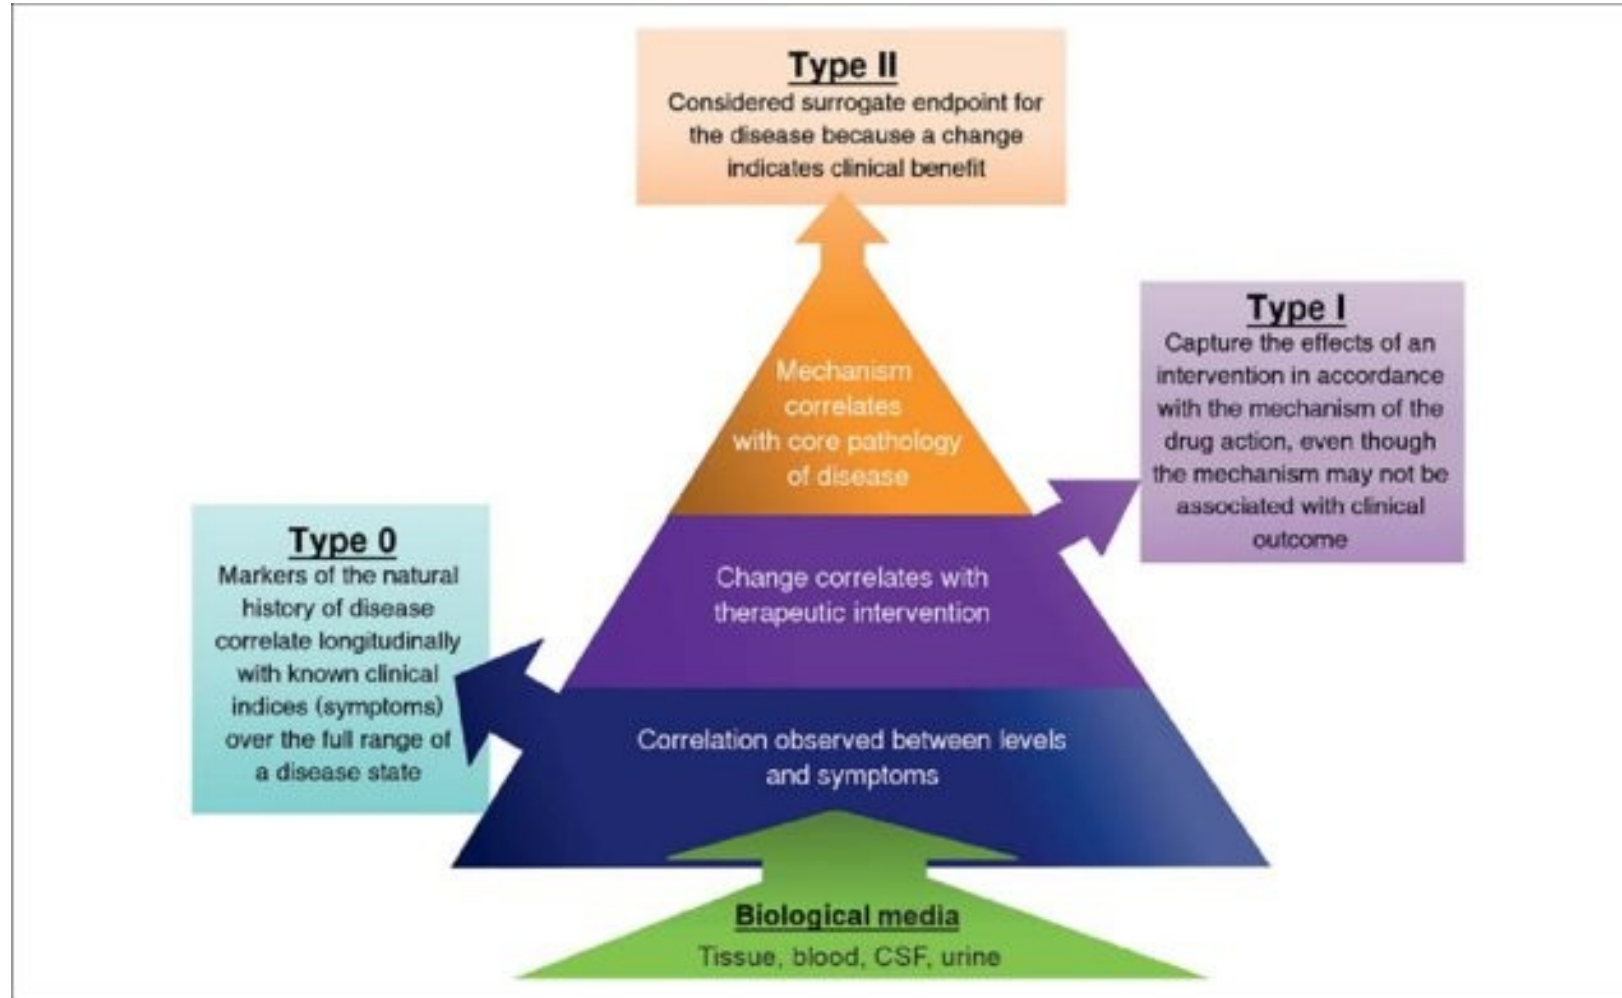 Type II
Considered surrogate endpoint for
the disease because a change
indicates clinical benefit
Type I
Capture the effects of an
intervention in accordance
with the mechanism of the
drug action, even though
the mechanism may not be
associated with clinical
outcome
Mechanism
correlates
with core pathology
of disease
Type 0
Markers of the natural
history of disease
correlate longitudinally
with known clinical
indices (symptoms)
over the full range of
a disease state
Change correlates with
therapeutic intervention
Correlation observed between levels
and symptoms
Biological media
Tissue, blood, CSF, urine